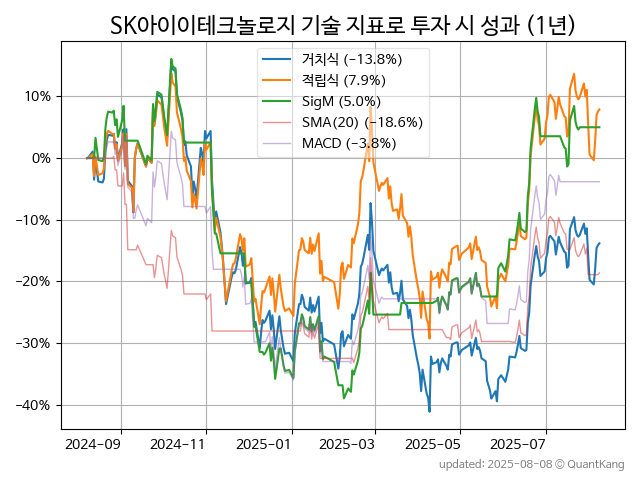 SK아이이테크놀로지 기술 지표로 투자 시 성과 (1년)
거치식 (−13.8%)
적립식 (7.9%)
SigM (5.0%)
SMA(20) (−18.6%)
MACD (−3.8%)
10%
0%
−10%
−20%
−30%
−40%
2024-09
2024-11
2025-01
2025-03
2025-05
2025-07
updated: 2025-08-08 © QuantKang